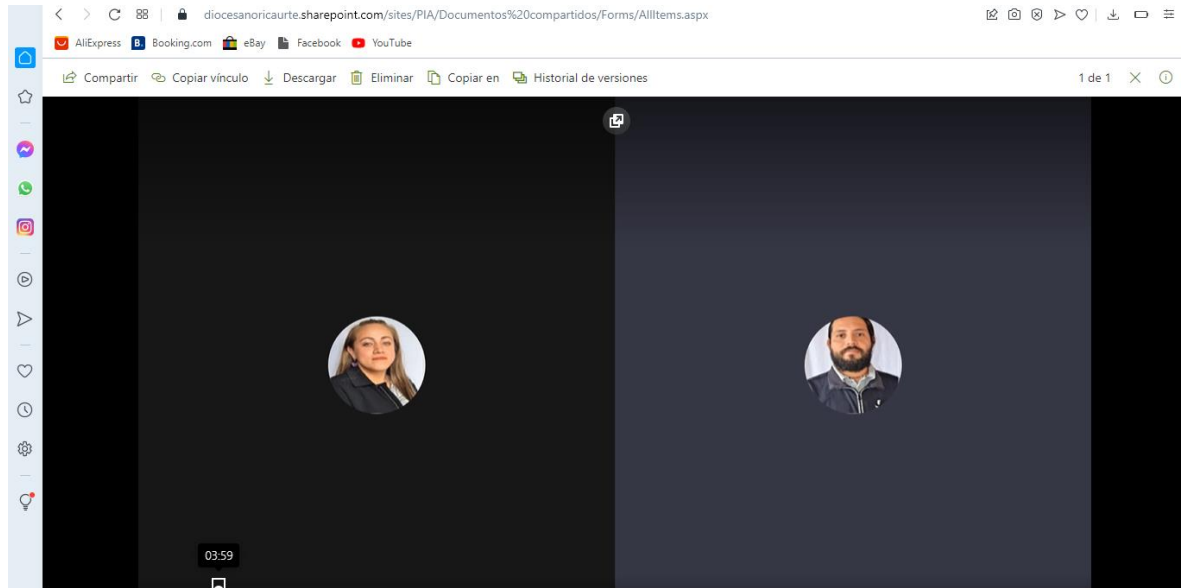 diocesanoricaurte.sharepoint.com/sites/PIA/Documentos%20compartidos/Forms/AllItems.aspx
AliExpress B. Booking.com eBay Facebook YouTube
Compartir Copiar vínculo Descargar Eliminar Copiar en Historial de versiones 1 de 1
03:59